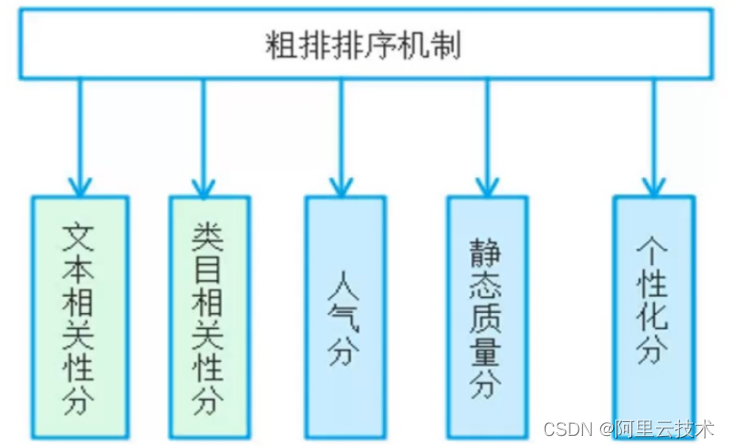 粗排排序机制
文本相关性分
类目相关性分
人气分
静态质量分
个性化分
CSDN @阿里云技术